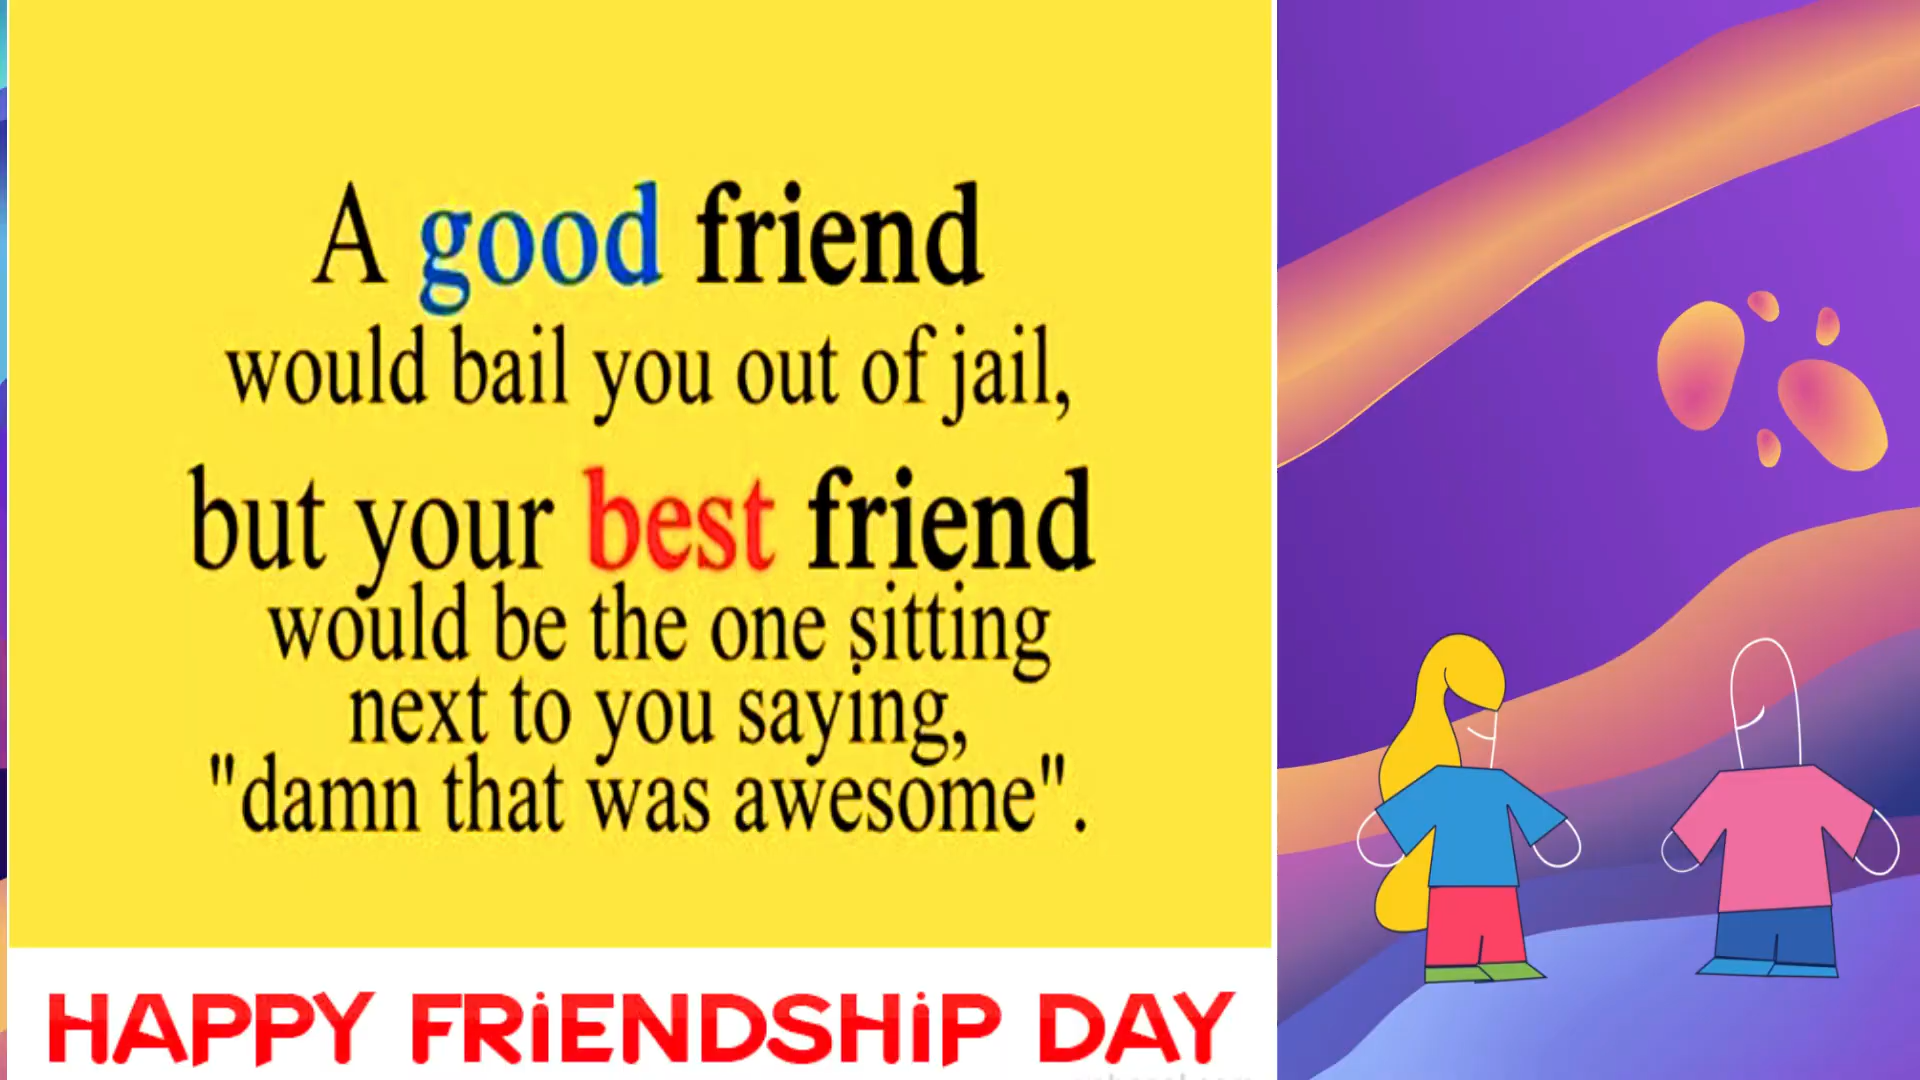 A good friend
would bail you out of jail,
but your best friend
would be the one sitting
next to you saying,
"damn that was awesome".
HAPPY FRiENDSHiP DAY